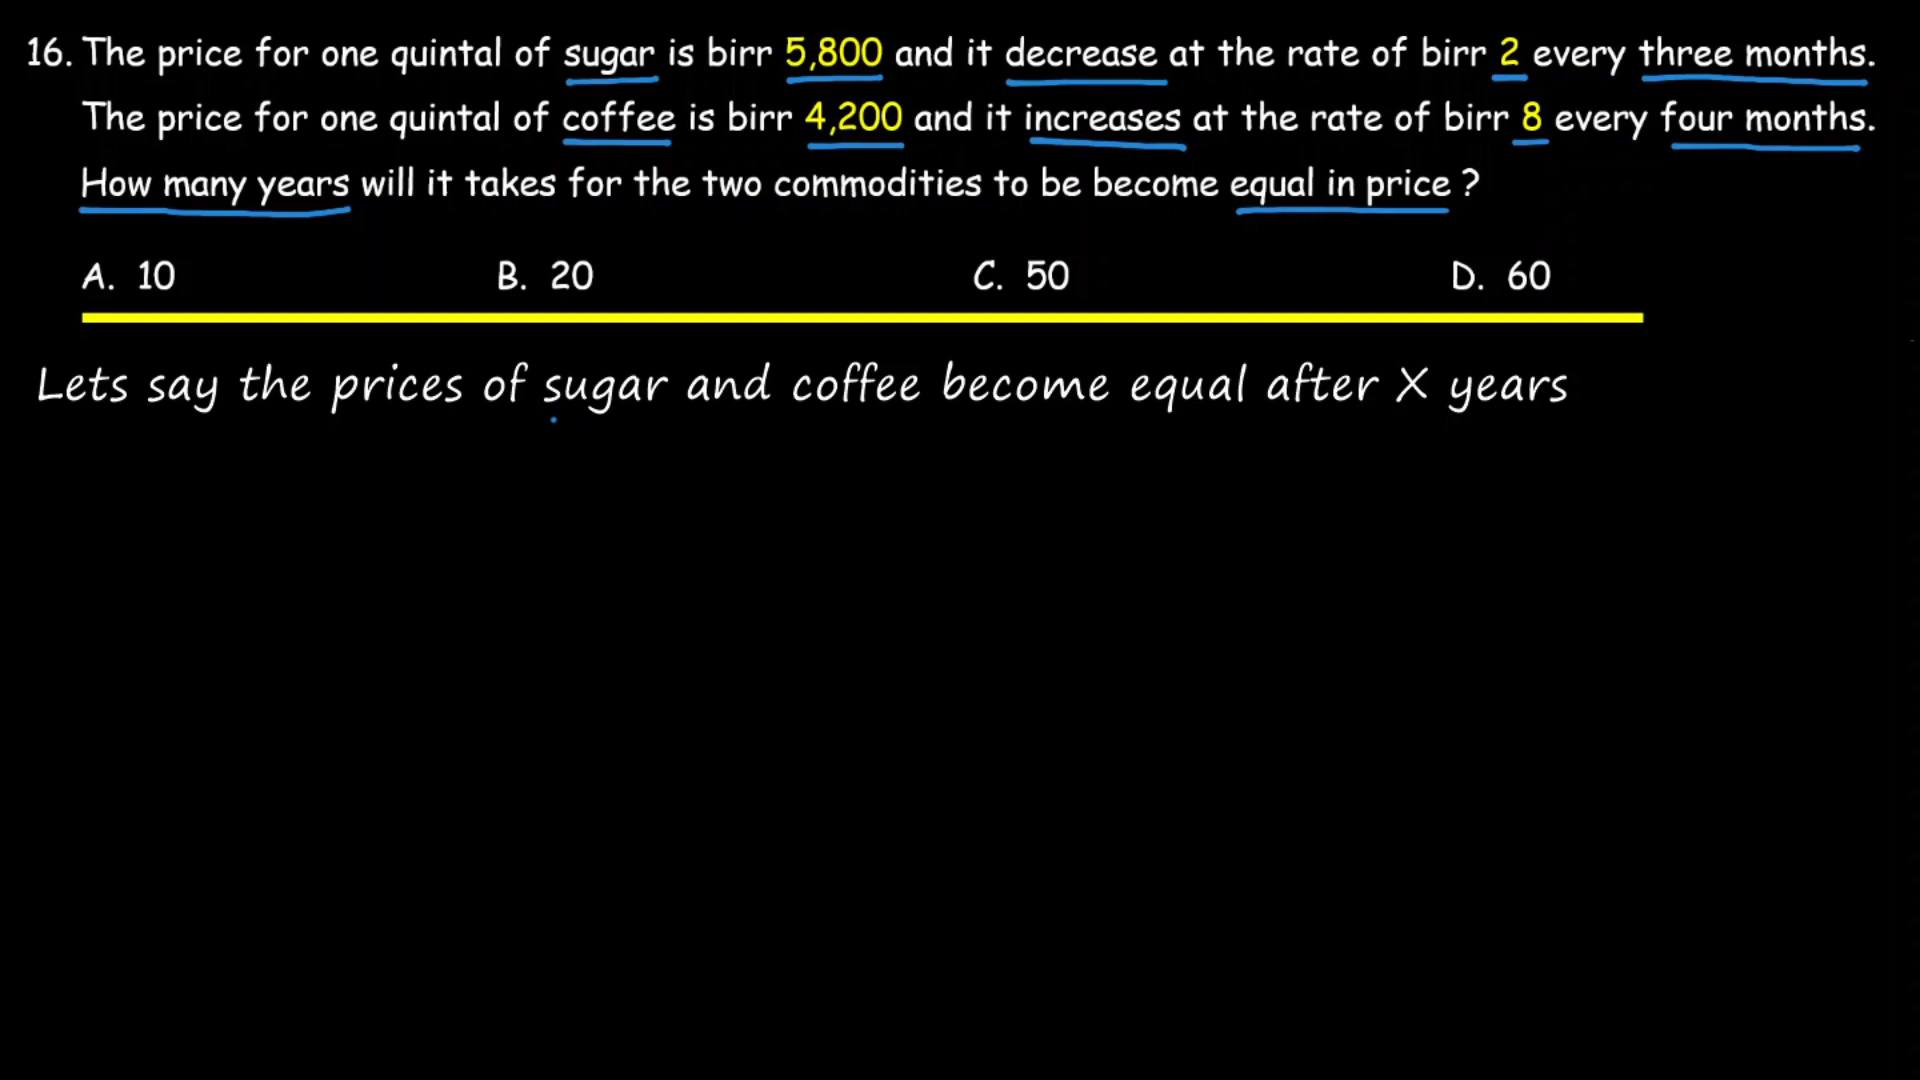 16. The price for one quintal of sugar is birr 5,800 and it decrease at the rate of birr 2 every three months.
The price for one quintal of coffee is birr 4,200 and it increases at the rate of birr 8 every four months.
How many years will it takes for the two commodities to be become equal in price ?
A. 10 B. 20 C. 50 D. 60
Lets say the prices of sugar and coffee become equal after X years